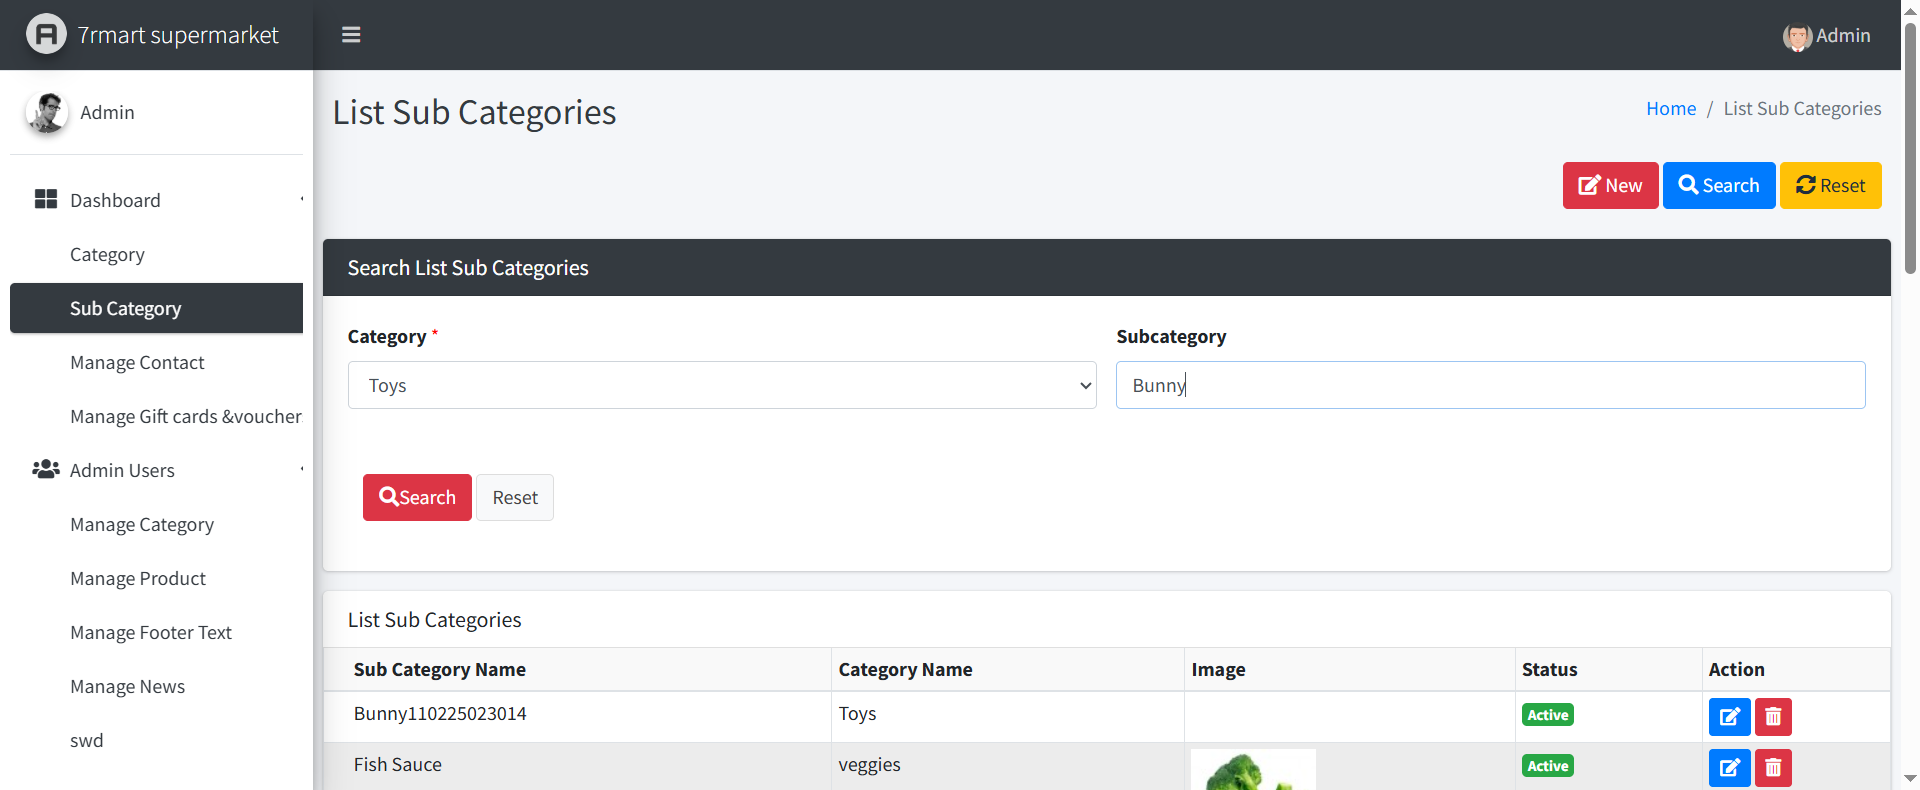 7rmart supermarket
Admin
Admin
List Sub Categories
Home / List Sub Categories
New Search Reset
Dashboard
Category
Sub Category
Manage Contact
Manage Gift cards &voucher
Admin Users
Manage Category
Manage Product
Manage Footer Text
Manage News
swd
Search List Sub Categories
Category * Subcategory
Toys Bunny
Search Reset
List Sub Categories
Sub Category Name Category Name Image Status Action
Bunny110225023014 Toys Active
Fish Sauce veggies Active